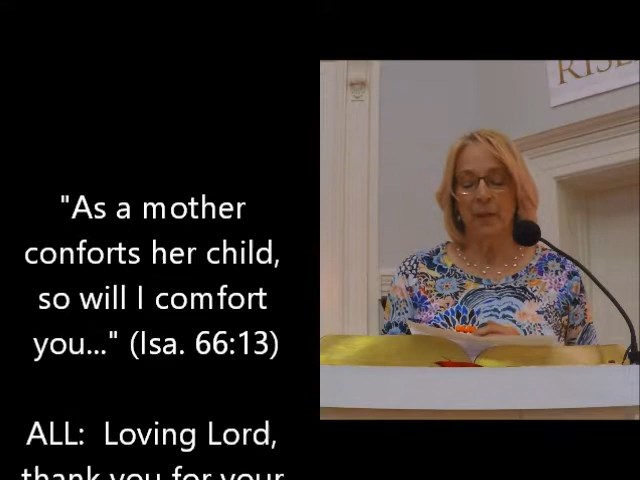 RISE
"As a mother
conforts her child,
so will I comfort
you..." (Isa. 66:13)
ALL:  Loving Lord,
thank you for your